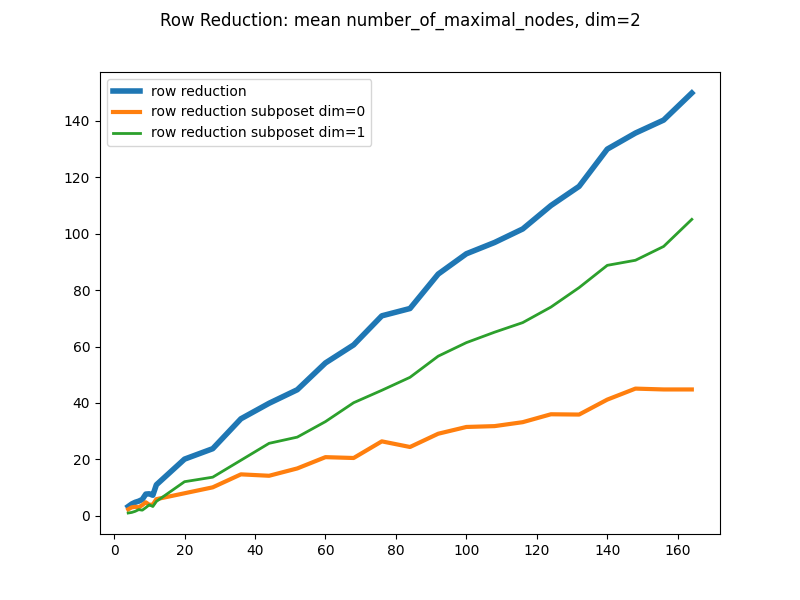 Row Reduction: mean number_of_maximal_nodes, dim=2
row reduction
row reduction subposet dim=0
row reduction subposet dim=1
140
120
100
80
60
40
20
0
0 20 40 60 80 100 120 140 160